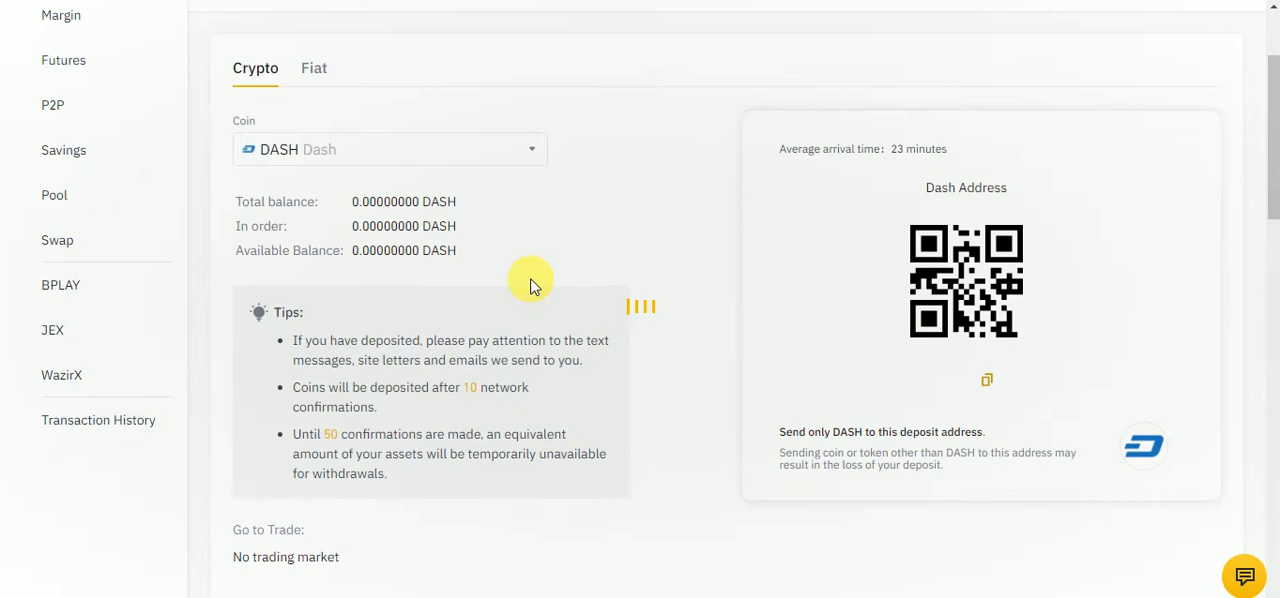 Margin
Futures
P2P
Savings
Pool
Swap
BPLAY
JEX
WazirX
Transaction History
Crypto Fiat
Coin
DASH Dash
Total balance: 0.00000000 DASH
In order: 0.00000000 DASH
Available Balance: 0.00000000 DASH
Tips:
If you have deposited, please pay attention to the text
messages, site letters and emails we send to you.
Coins will be deposited after 10 network
confirmations.
Until 50 confirmations are made, an equivalent
amount of your assets will be temporarily unavailable
for withdrawals.
Go to Trade:
No trading market
Average arrival time: 23 minutes
Dash Address
Send only DASH to this deposit address.
Sending coin or token other than DASH to this address may
result in the loss of your deposit.